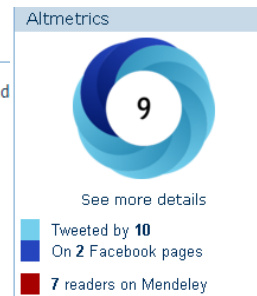 Altmetrics
d
9
See more details
Tweeted by 10
On 2 Facebook pages
7 readers on Mendeley